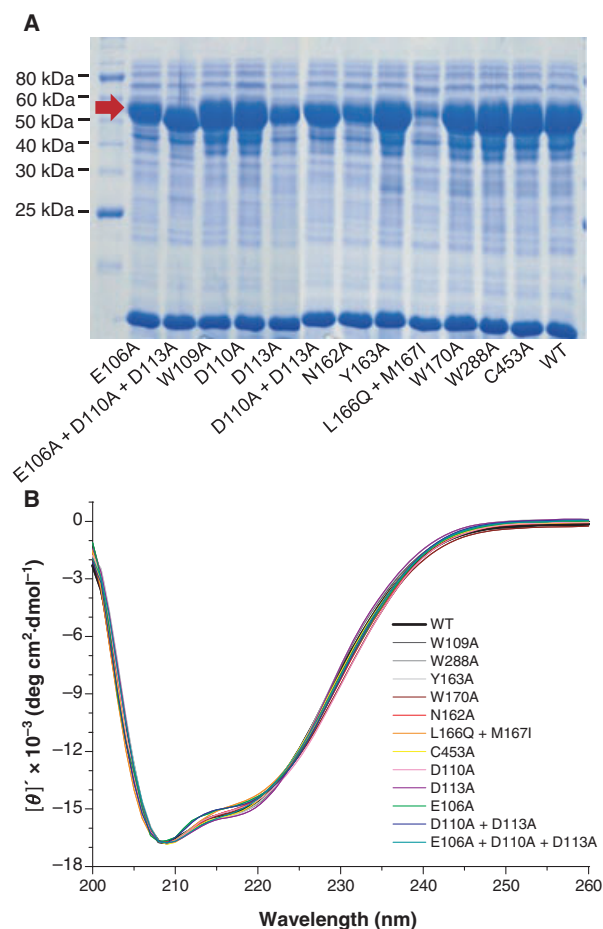 A
80 kDa
60 kDa
50 kDa
40 kDa
30 kDa
25 kDa
E106A
E106A + D110A + D113A
W109A
D110A
D113A
D110A + D113A
N162A
Y163A
L166Q + M167I
W170A
W288A
C453A
WT
B
[θ]´ × 10⁻³ (deg cm²·dmol⁻¹)
0
−3
−6
−9
−12
−15
−18
WT
W109A
W288A
Y163A
W170A
N162A
L166Q + M167I
C453A
D110A
D113A
E106A
D110A + D113A
E106A + D110A + D113A
200 210 220 230 240 250 260
Wavelength (nm)